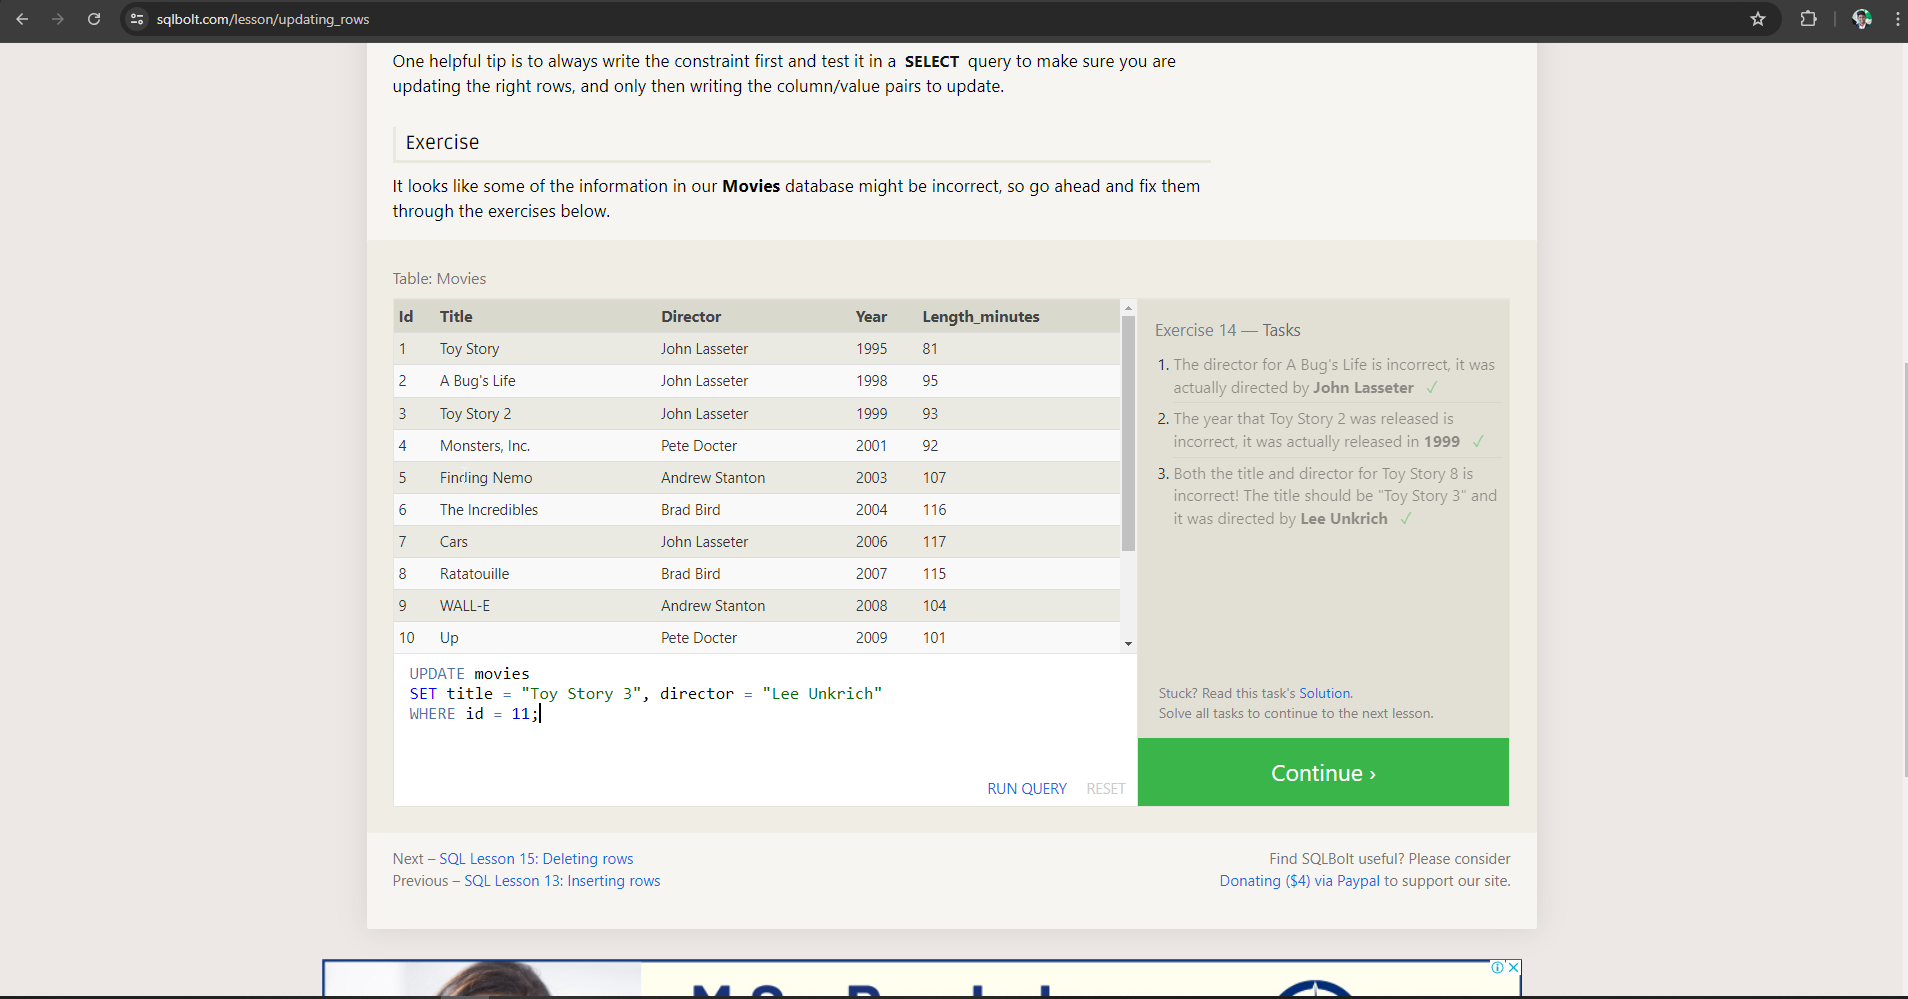 sqlbolt.com/lesson/updating_rows
One helpful tip is to always write the constraint first and test it in a SELECT query to make sure you are
updating the right rows, and only then writing the column/value pairs to update.
Exercise
It looks like some of the information in our Movies database might be incorrect, so go ahead and fix them
through the exercises below.
Table: Movies
Id Title Director Year Length_minutes
1 Toy Story John Lasseter 1995 81
2 A Bug's Life John Lasseter 1998 95
3 Toy Story 2 John Lasseter 1999 93
4 Monsters, Inc. Pete Docter 2001 92
5 Finding Nemo Andrew Stanton 2003 107
6 The Incredibles Brad Bird 2004 116
7 Cars John Lasseter 2006 117
8 Ratatouille Brad Bird 2007 115
9 WALL-E Andrew Stanton 2008 104
10 Up Pete Docter 2009 101
UPDATE movies
SET title = "Toy Story 3", director = "Lee Unkrich"
WHERE id = 11;
RUN QUERY RESET
Exercise 14 — Tasks
1. The director for A Bug's Life is incorrect, it was
actually directed by John Lasseter ✓
2. The year that Toy Story 2 was released is
incorrect, it was actually released in 1999 ✓
3. Both the title and director for Toy Story 8 is
incorrect! The title should be "Toy Story 3" and
it was directed by Lee Unkrich ✓
Stuck? Read this task's Solution.
Solve all tasks to continue to the next lesson.
Continue ›
Next – SQL Lesson 15: Deleting rows
Previous – SQL Lesson 13: Inserting rows
Find SQLBolt useful? Please consider
Donating ($4) via Paypal to support our site.